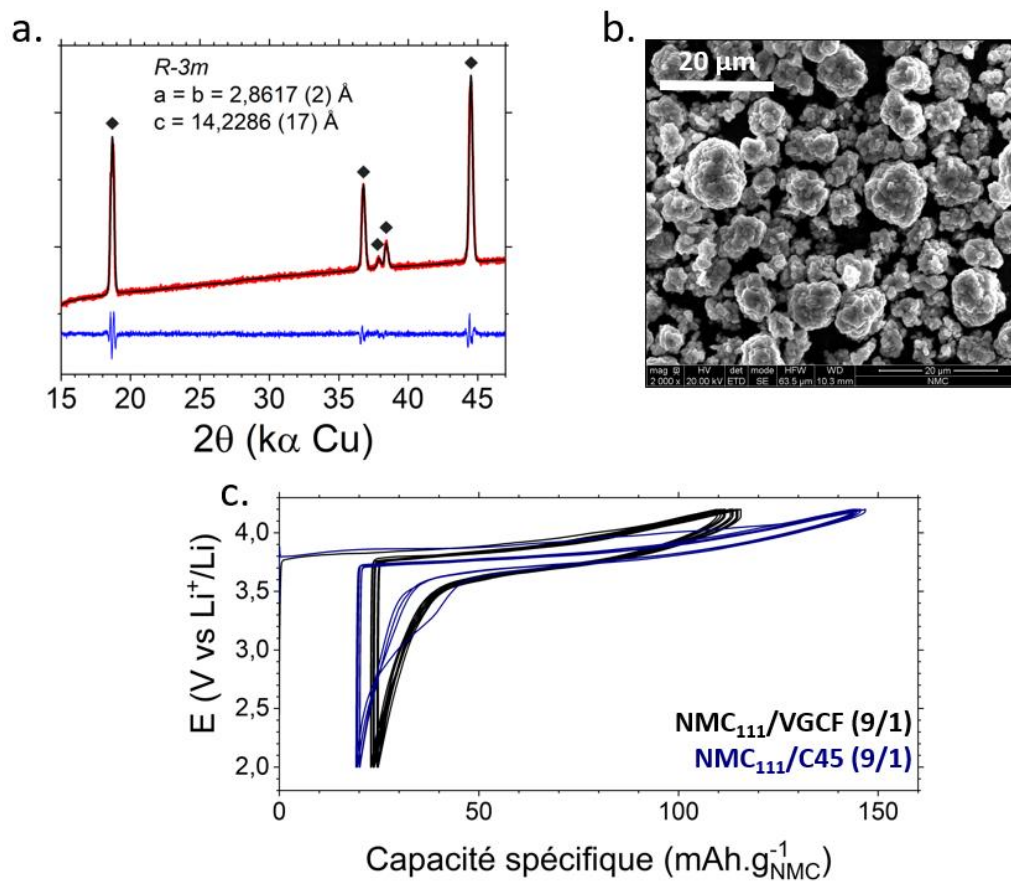 a.
R-3m
a = b = 2,8617 (2) Å
c = 14,2286 (17) Å
15 20 25 30 35 40 45
2θ (kα Cu)
b.
20 µm
mag HV det mode HFW WD 20 µm
2 000 x 20.00 kV ETD SE 63.5 µm 10.3 mm NMC
c.
E (V vs Li⁺/Li)
4,0
3,5
3,0
2,5
2,0
NMC₁₁₁/VGCF (9/1)
NMC₁₁₁/C45 (9/1)
0 50 100 150
Capacité spécifique (mAh.g⁻¹NMC)